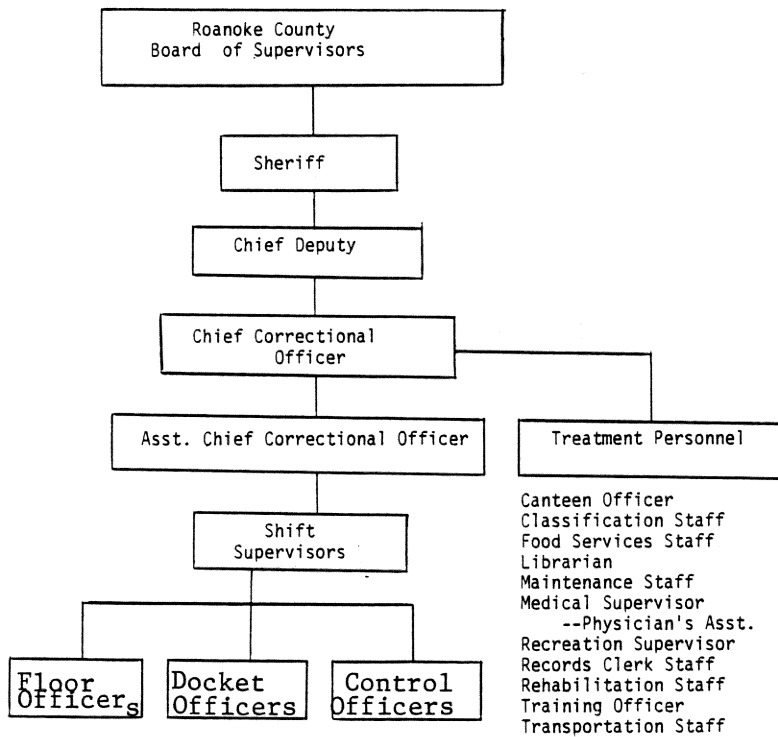 Roanoke County
Board of Supervisors
Sheriff
Chief Deputy
Chief Correctional
Officer
Asst. Chief Correctional Officer
Treatment Personnel
Shift
Supervisors
Floor
Officers
Docket
Officers
Control
Officers
Canteen Officer
Classification Staff
Food Services Staff
Librarian
Maintenance Staff
Medical Supervisor
--Physician's Asst.
Recreation Supervisor
Records Clerk Staff
Rehabilitation Staff
Training Officer
Transportation Staff